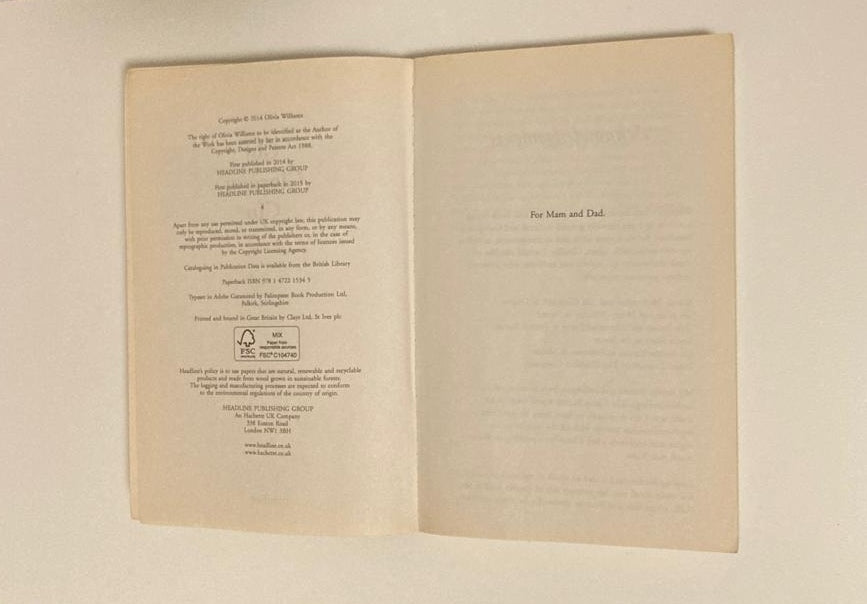 Copyright © 2014 Olivia Williams
The right of Olivia Williams to be identified as the Author of
the Work has been asserted by her in accordance with the
Copyright, Designs and Patents Act 1988.
First published in 2014 by
HEADLINE PUBLISHING GROUP
First published in paperback in 2015 by
HEADLINE PUBLISHING GROUP
Apart from any use permitted under UK copyright law, this publication may
only be reproduced, stored, or transmitted, in any form, or by any means,
with prior permission in writing of the publishers or, in the case of
reprographic production, in accordance with the terms of licences issued
by the Copyright Licensing Agency.
Cataloguing in Publication Data is available from the British Library
Paperback ISBN 978 1 4722 1534 5
Typeset in Adobe Garamond by Palimpsest Book Production Ltd,
Falkirk, Stirlingshire
Printed and bound in Great Britain by Clays Ltd, St Ives plc
MIX
Paper from
responsible sources
FSC
FSC® C104740
Headline's policy is to use papers that are natural, renewable and recyclable
products and made from wood grown in sustainable forests.
The logging and manufacturing processes are expected to conform
to the environmental regulations of the country of origin.
HEADLINE PUBLISHING GROUP
An Hachette UK Company
338 Euston Road
London NW1 3BH
www.headline.co.uk
www.hachette.co.uk
For Mam and Dad.